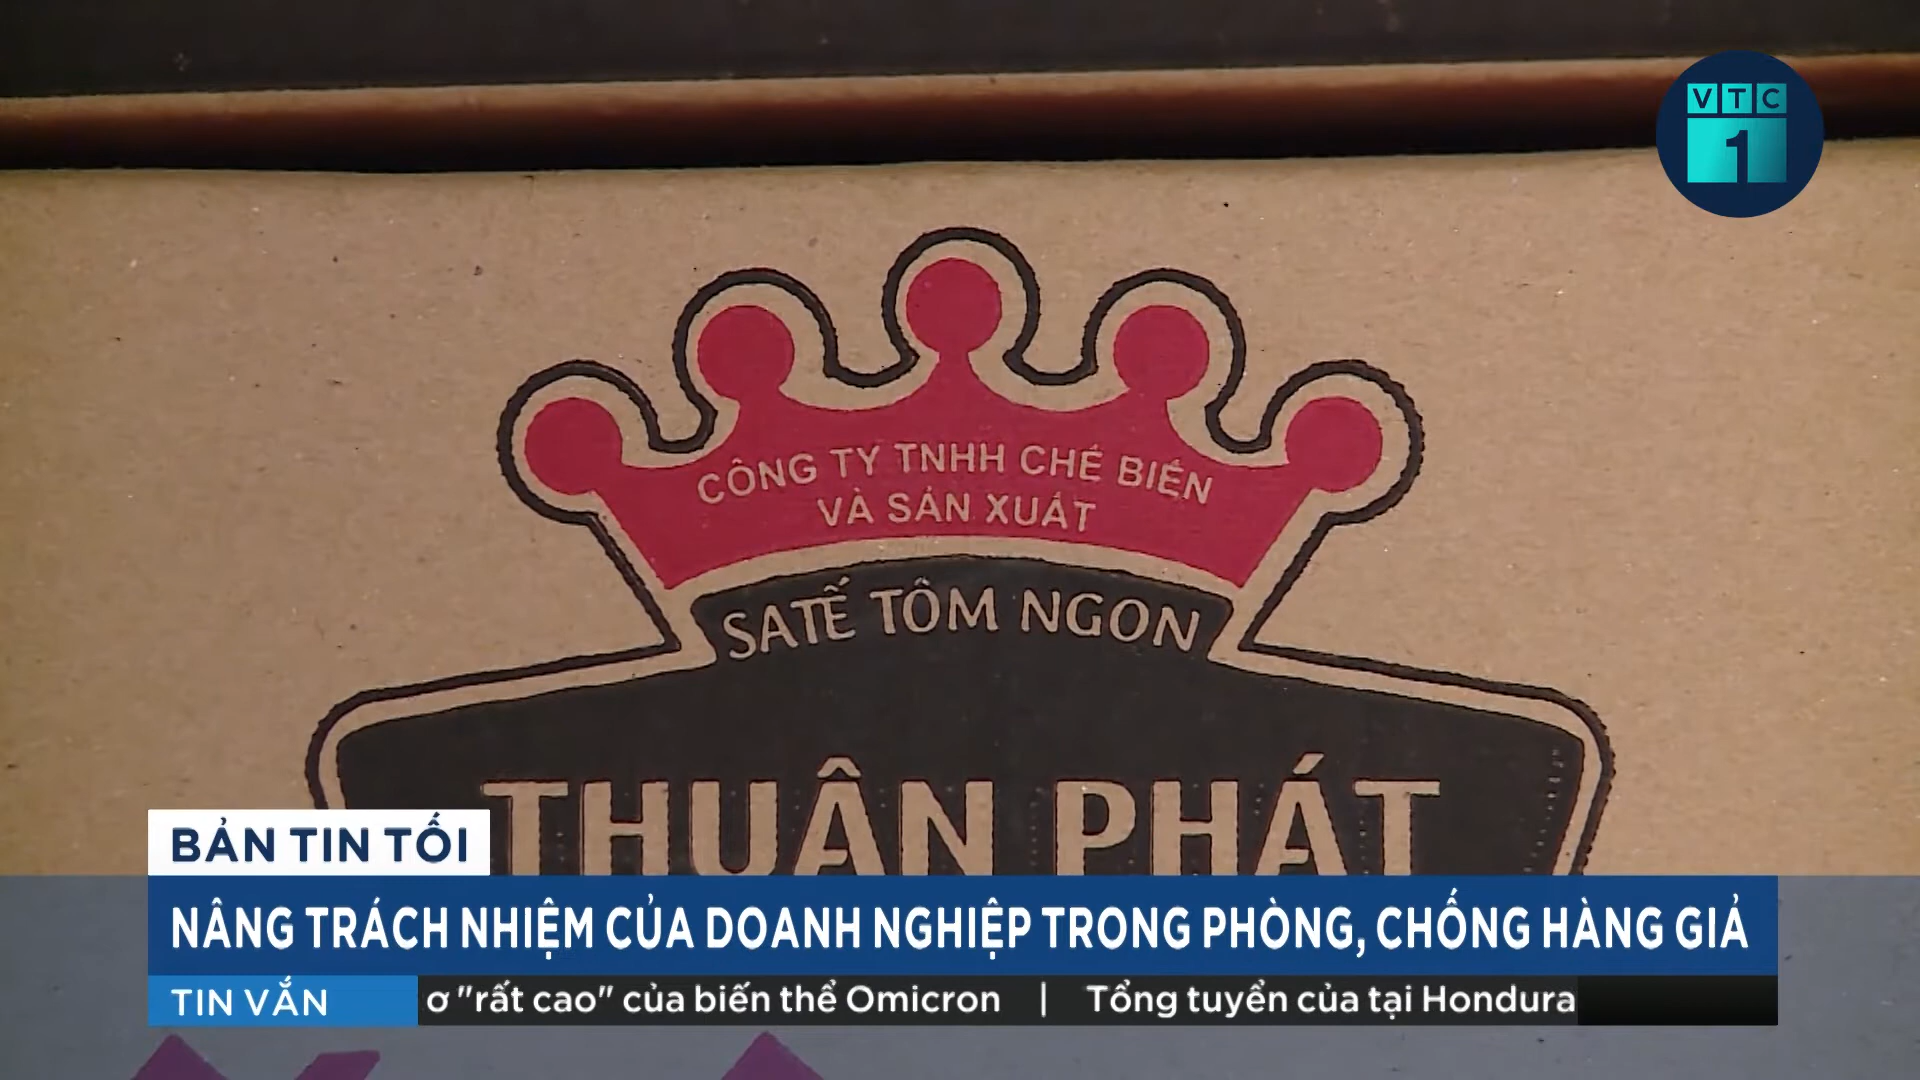 VTC
1
CÔNG TY TNHH CHẾ BIẾN
VÀ SẢN XUẤT
SATẾ TÔM NGON
THUẬN PHÁT
BẢN TIN TỐI
NÂNG TRÁCH NHIỆM CỦA DOANH NGHIỆP TRONG PHÒNG, CHỐNG HÀNG GIẢ
TIN VẮN
ơ "rất cao" của biến thể Omicron | Tổng tuyển của tại Hondura